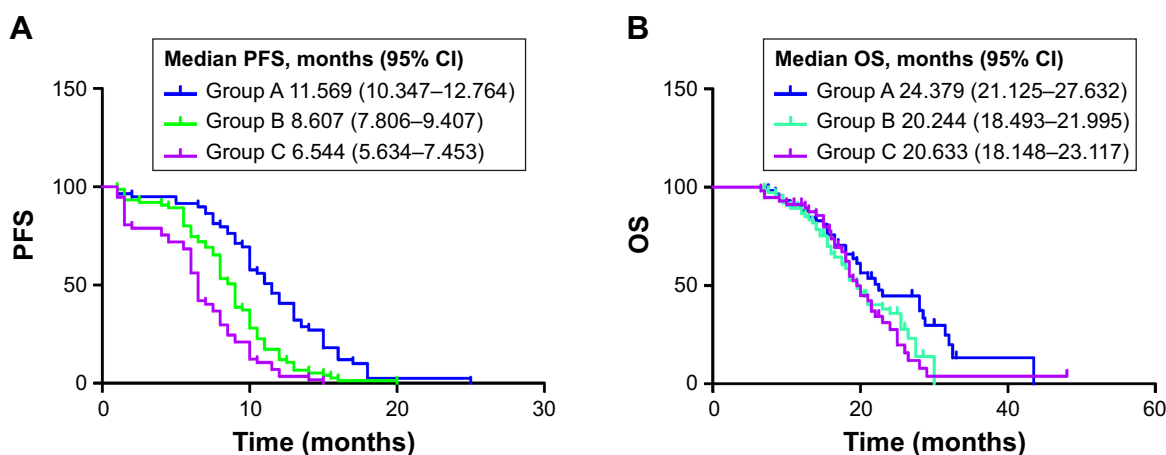 A
Median PFS, months (95% CI)
Group A 11.569 (10.347–12.764)
Group B 8.607 (7.806–9.407)
Group C 6.544 (5.634–7.453)
150
100
50
0
PFS
0 10 20 30
Time (months)
B
Median OS, months (95% CI)
Group A 24.379 (21.125–27.632)
Group B 20.244 (18.493–21.995)
Group C 20.633 (18.148–23.117)
150
100
50
0
OS
0 20 40 60
Time (months)